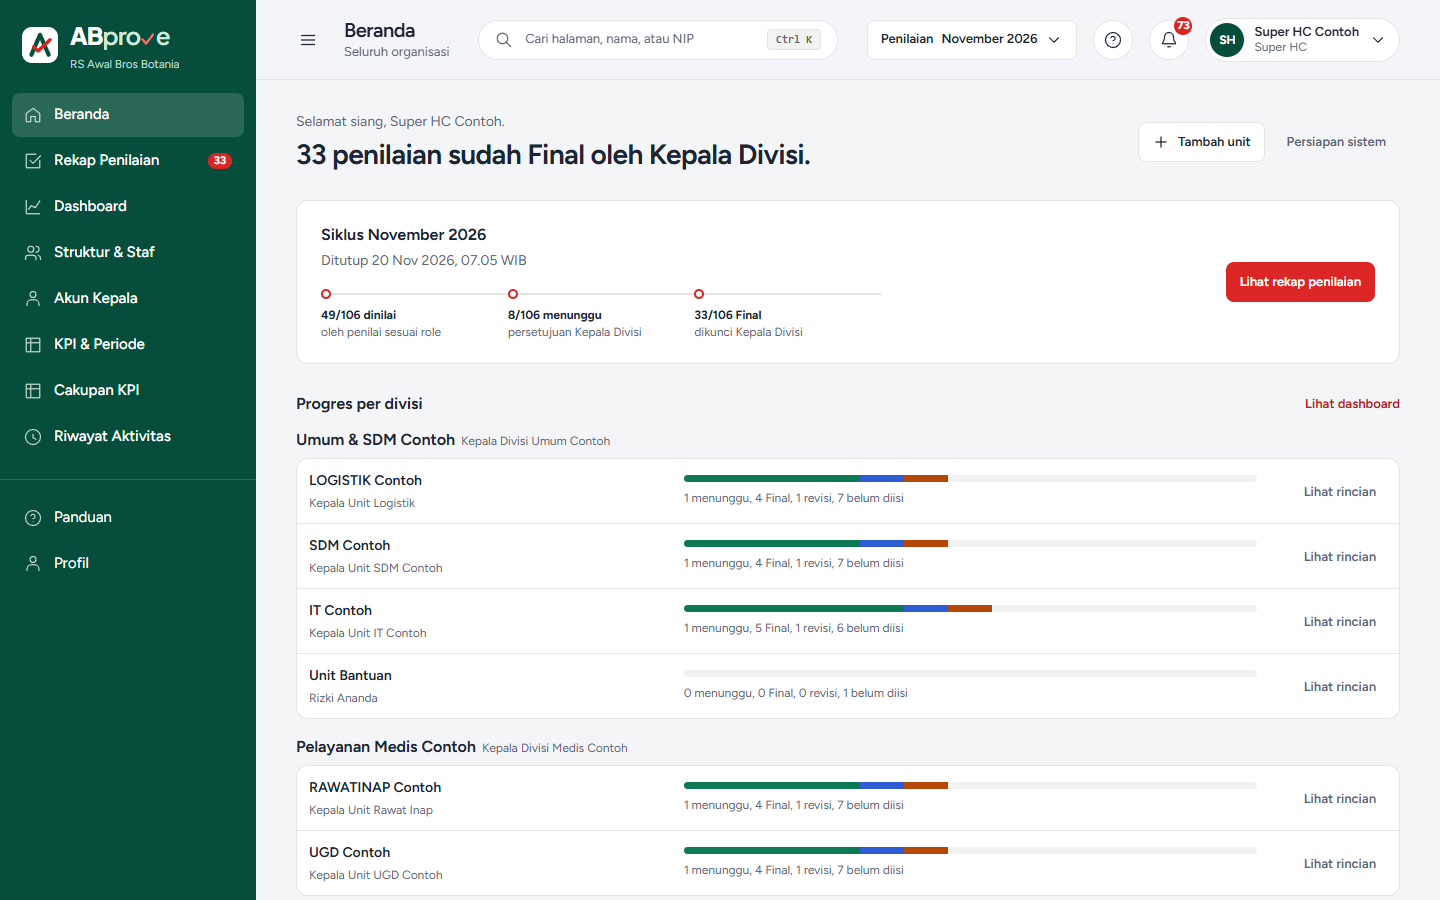 ABprove
RS Awal Bros Botania
Beranda
Rekap Penilaian 33
Dashboard
Struktur & Staf
Akun Kepala
KPI & Periode
Cakupan KPI
Riwayat Aktivitas
Panduan
Profil
Beranda
Seluruh organisasi
Cari halaman, nama, atau NIP Ctrl K
Penilaian November 2026
73
SH
Super HC Contoh
Super HC
Selamat siang, Super HC Contoh.
33 penilaian sudah Final oleh Kepala Divisi.
Tambah unit
Persiapan sistem
Siklus November 2026
Ditutup 20 Nov 2026, 07.05 WIB
49/106 dinilai
oleh penilai sesuai role
8/106 menunggu
persetujuan Kepala Divisi
33/106 Final
dikunci Kepala Divisi
Lihat rekap penilaian
Progres per divisi
Lihat dashboard
Umum & SDM Contoh Kepala Divisi Umum Contoh
LOGISTIK Contoh
Kepala Unit Logistik
1 menunggu, 4 Final, 1 revisi, 7 belum diisi
Lihat rincian
SDM Contoh
Kepala Unit SDM Contoh
1 menunggu, 4 Final, 1 revisi, 7 belum diisi
Lihat rincian
IT Contoh
Kepala Unit IT Contoh
1 menunggu, 5 Final, 1 revisi, 6 belum diisi
Lihat rincian
Unit Bantuan
Rizki Ananda
0 menunggu, 0 Final, 0 revisi, 1 belum diisi
Lihat rincian
Pelayanan Medis Contoh Kepala Divisi Medis Contoh
RAWATINAP Contoh
Kepala Unit Rawat Inap
1 menunggu, 4 Final, 1 revisi, 7 belum diisi
Lihat rincian
UGD Contoh
Kepala Unit UGD Contoh
1 menunggu, 4 Final, 1 revisi, 7 belum diisi
Lihat rincian